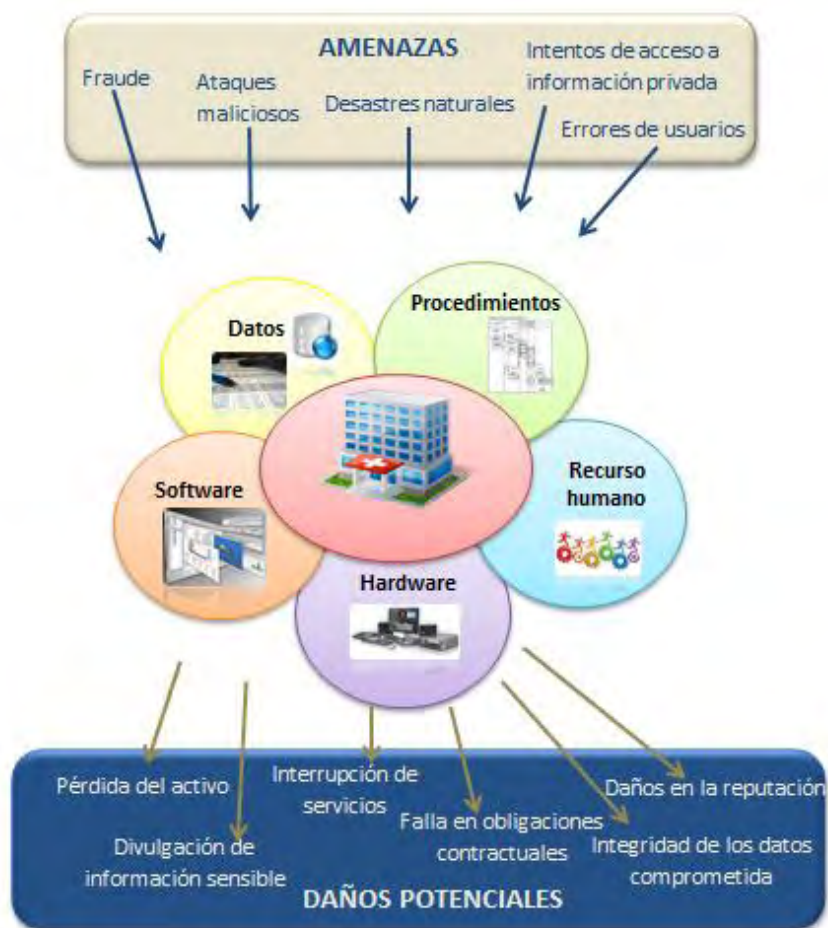 AMENAZAS
Fraude
Ataques
maliciosos
Desastres naturales
Intentos de acceso a
información privada
Errores de usuarios
Datos
Procedimientos
Software
Recurso
humano
Hardware
Pérdida del activo
Divulgación de
información sensible
Interrupción de
servicios
Falla en obligaciones
contractuales
Daños en la reputación
Integridad de los datos
comprometida
DAÑOS POTENCIALES